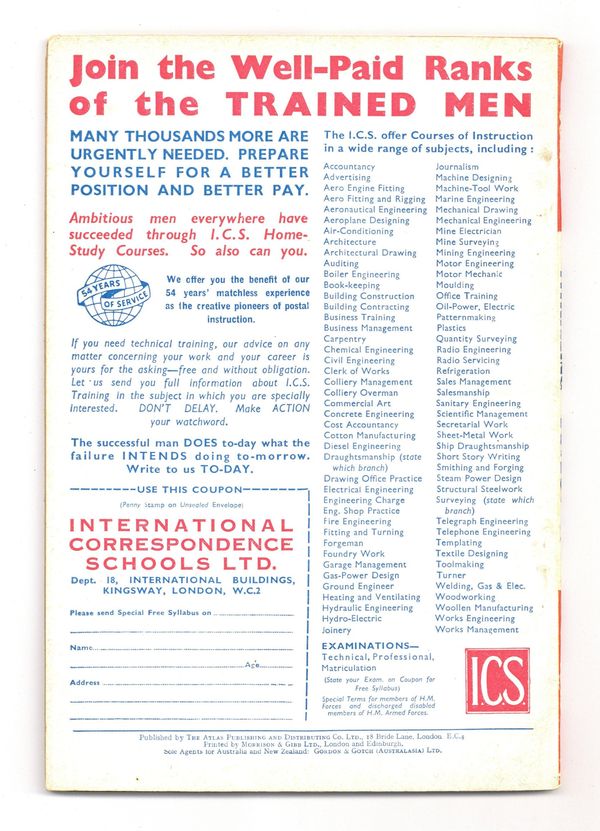 Join the Well-Paid Ranks
of the TRAINED MEN
MANY THOUSANDS MORE ARE
URGENTLY NEEDED. PREPARE
YOURSELF FOR A BETTER
POSITION AND BETTER PAY.
Ambitious men everywhere have
succeeded through I.C.S. Home-
Study Courses. So also can you.
54 YEARS
OF SERVICE
We offer you the benefit of our
54 years' matchless experience
as the creative pioneers of postal
instruction.
If you need technical training, our advice on any
matter concerning your work and your career is
yours for the asking—free and without obligation.
Let us send you full information about I.C.S.
Training in the subject in which you are specially
interested. DON'T DELAY. Make ACTION
your watchword.
The successful man DOES to-day what the
failure INTENDS doing to-morrow.
Write to us TO-DAY.
USE THIS COUPON
(Penny Stamp on Unsealed Envelope)
INTERNATIONAL
CORRESPONDENCE
SCHOOLS LTD.
Dept. 18, INTERNATIONAL BUILDINGS,
KINGSWAY, LONDON, W.C.2
Please send Special Free Syllabus on
Name
Age
Address
The I.C.S. offer Courses of Instruction
in a wide range of subjects, including:
Accountancy
Advertising
Aero Engine Fitting
Aero Fitting and Rigging
Aeronautical Engineering
Aeroplane Designing
Air-Conditioning
Architecture
Architectural Drawing
Auditing
Boiler Engineering
Book-keeping
Building Construction
Building Contracting
Business Training
Business Management
Carpentry
Chemical Engineering
Civil Engineering
Clerk of Works
Colliery Management
Colliery Overman
Commercial Art
Concrete Engineering
Cost Accountancy
Cotton Manufacturing
Diesel Engineering
Draughtsmanship (state
which branch)
Drawing Office Practice
Electrical Engineering
Engineering Charge
Eng. Shop Practice
Fire Engineering
Fitting and Turning
Forgeman
Foundry Work
Garage Management
Gas-Power Design
Ground Engineer
Heating and Ventilating
Hydraulic Engineering
Hydro-Electric
Joinery
Journalism
Machine Designing
Machine-Tool Work
Marine Engineering
Mechanical Drawing
Mechanical Engineering
Mine Electrician
Mine Surveying
Mining Engineering
Motor Engineering
Motor Mechanic
Moulding
Office Training
Oil-Power, Electric
Patternmaking
Plastics
Quantity Surveying
Radio Engineering
Radio Servicing
Refrigeration
Sales Management
Salesmanship
Sanitary Engineering
Scientific Management
Secretarial Work
Sheet-Metal Work
Ship Draughtsmanship
Short Story Writing
Smithing and Forging
Steam Power Design
Structural Steelwork
Surveying (state which
branch)
Telegraph Engineering
Telephone Engineering
Templating
Textile Designing
Toolmaking
Turner
Welding, Gas & Elec.
Woodworking
Woollen Manufacturing
Works Engineering
Works Management
EXAMINATIONS—
Technical, Professional,
Matriculation
(State your Exam. on Coupon for
Free Syllabus)
Special Terms for members of H.M.
Forces and discharged disabled
members of H.M. Armed Forces.
I.C.S.
Published by THE ATLAS PUBLISHING AND DISTRIBUTING CO. LTD., 18 Bride Lane, London, E.C.4
Printed by MORRISON & GIBB LTD., London and Edinburgh.
Sole Agents for Australia and New Zealand: GORDON & GOTCH (AUSTRALASIA) LTD.